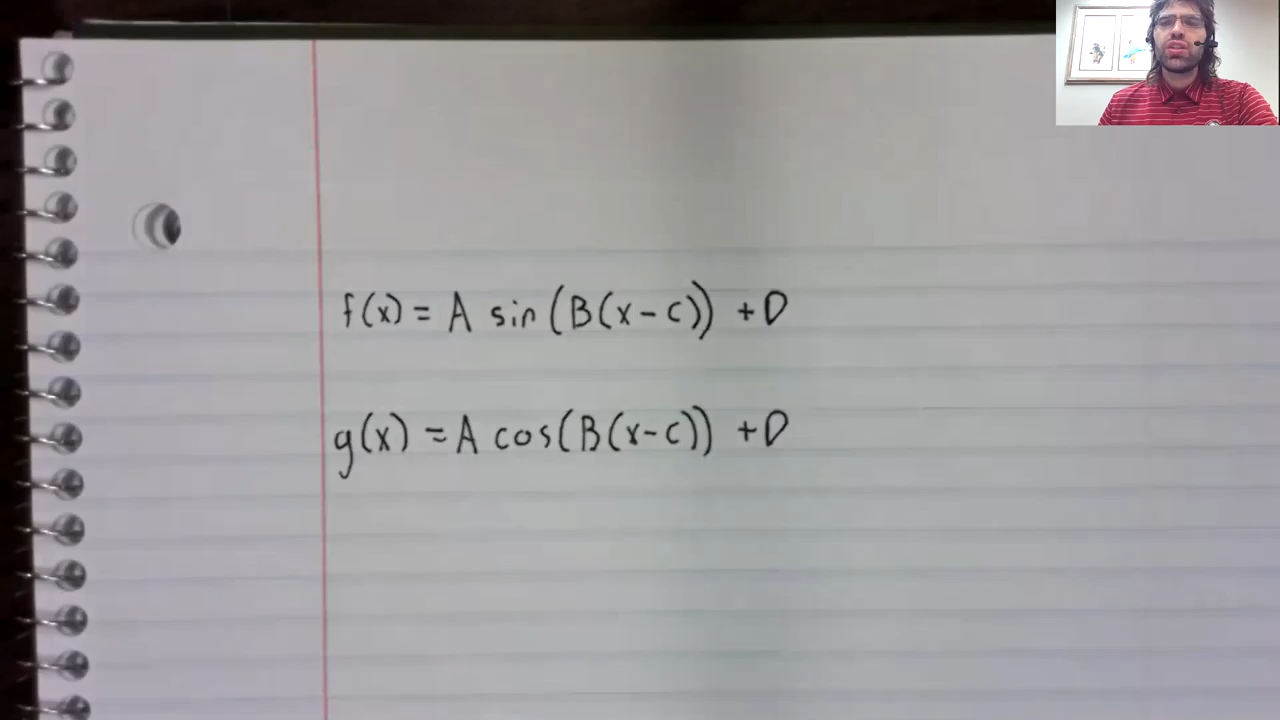 f(x) = A sin(B(x-c)) +D
g(x) = A cos(B(x-c)) +D